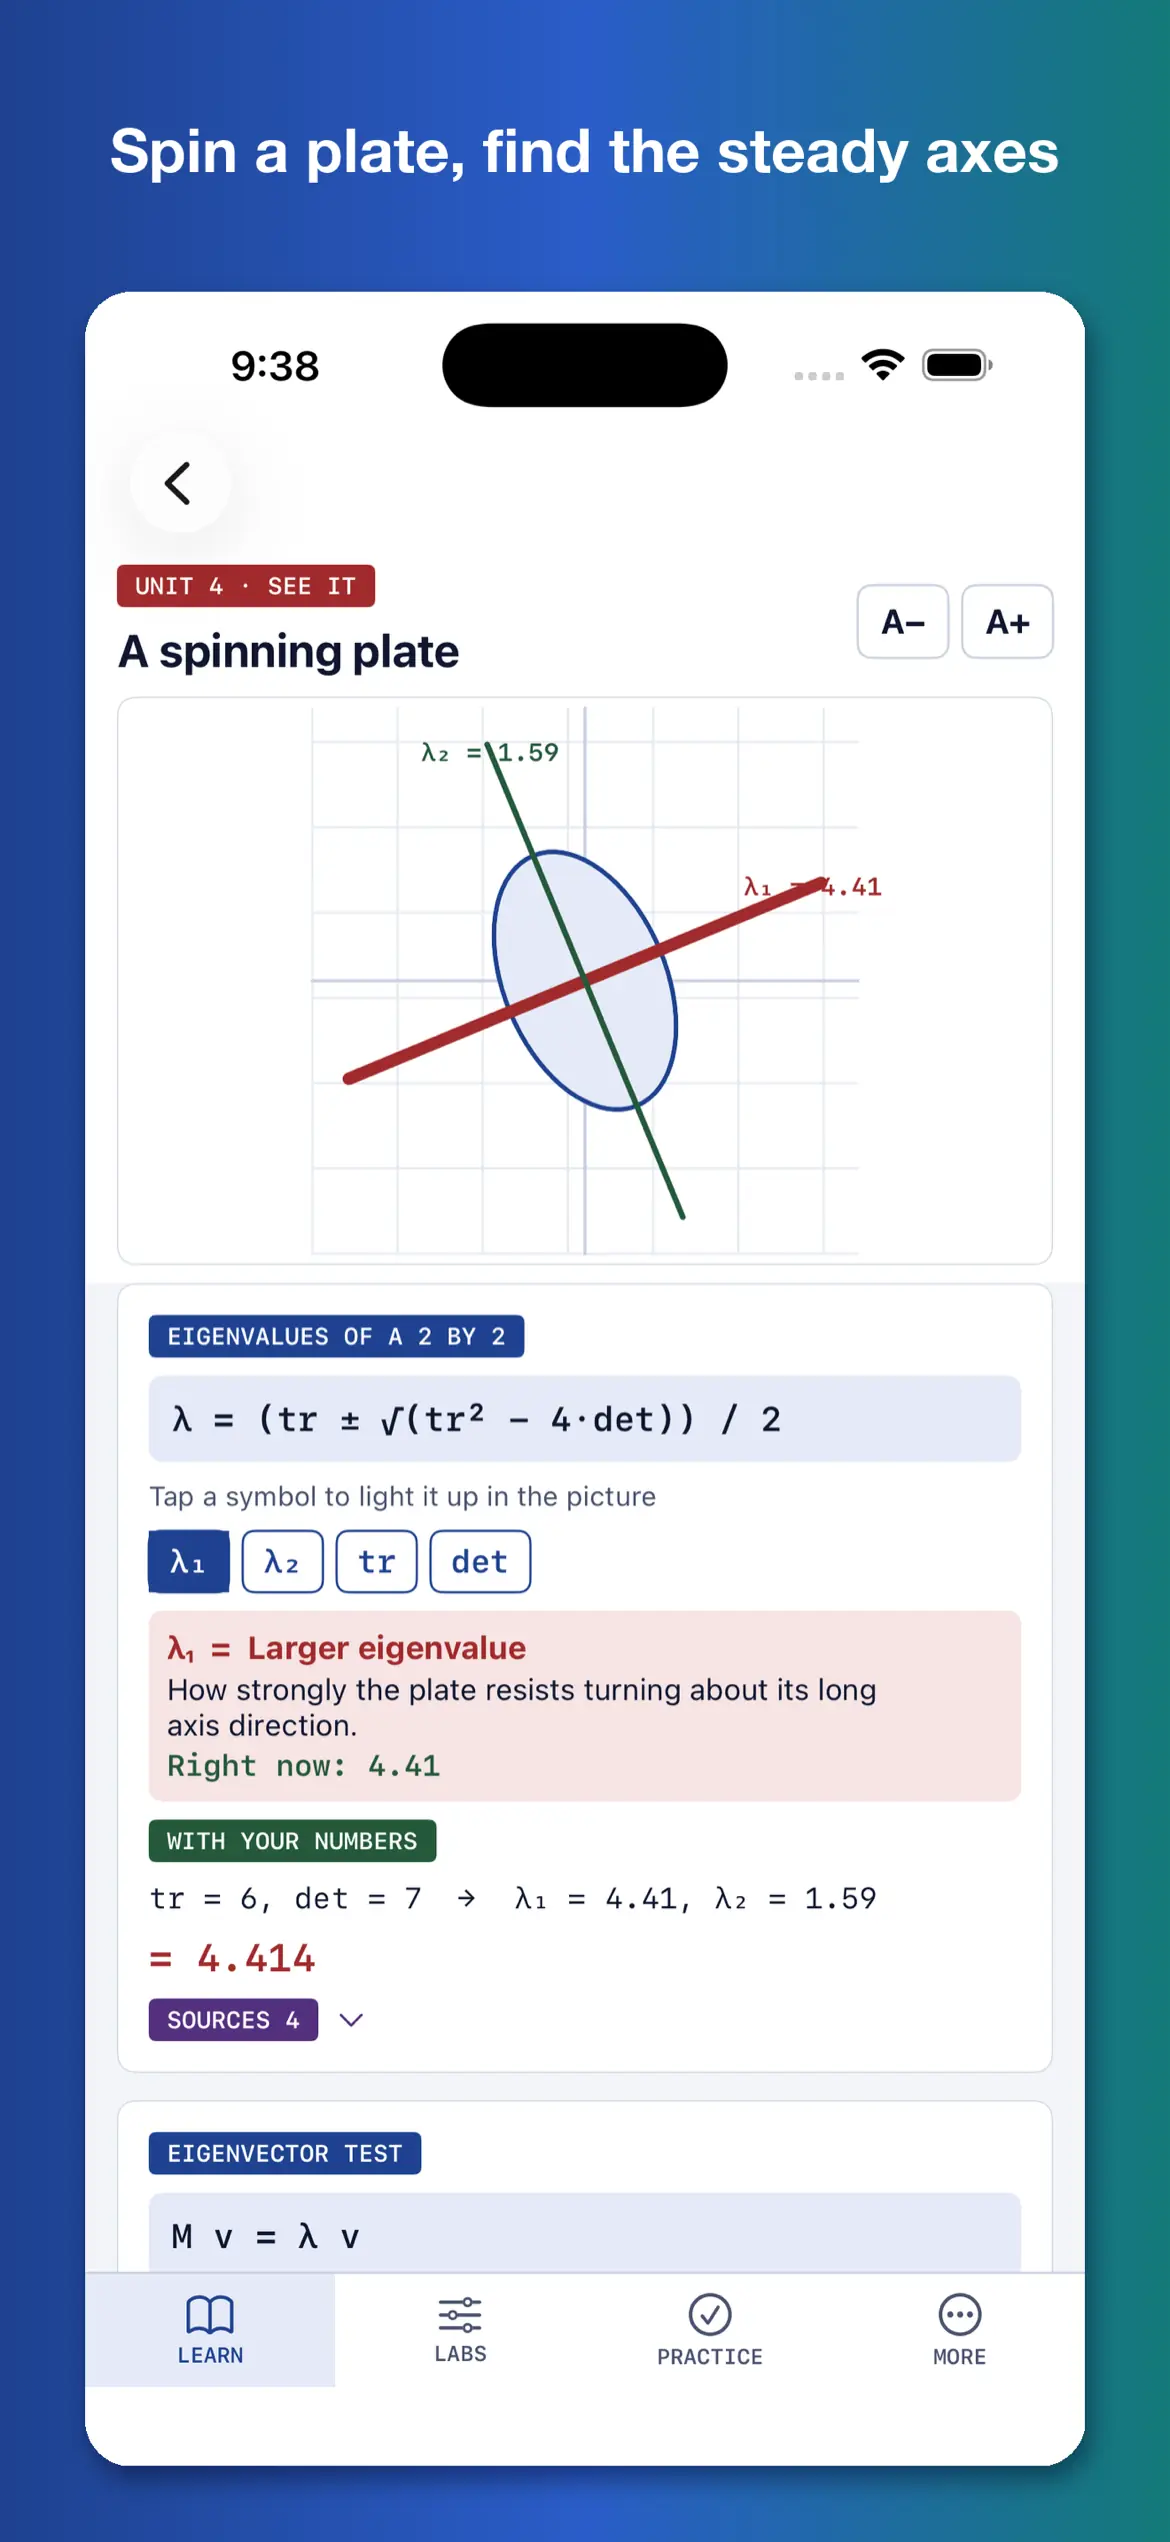 Spin a plate, find the steady axes
9:38
UNIT 4 · SEE IT
A spinning plate
A− A+
λ₂ = 1.59
λ₁ = 4.41
EIGENVALUES OF A 2 BY 2
λ = (tr ± √(tr² − 4·det)) / 2
Tap a symbol to light it up in the picture
λ₁ λ₂ tr det
λ₁ = Larger eigenvalue
How strongly the plate resists turning about its long
axis direction.
Right now: 4.41
WITH YOUR NUMBERS
tr = 6, det = 7 → λ₁ = 4.41, λ₂ = 1.59
= 4.414
SOURCES 4
EIGENVECTOR TEST
M v = λ v
LEARN LABS PRACTICE MORE